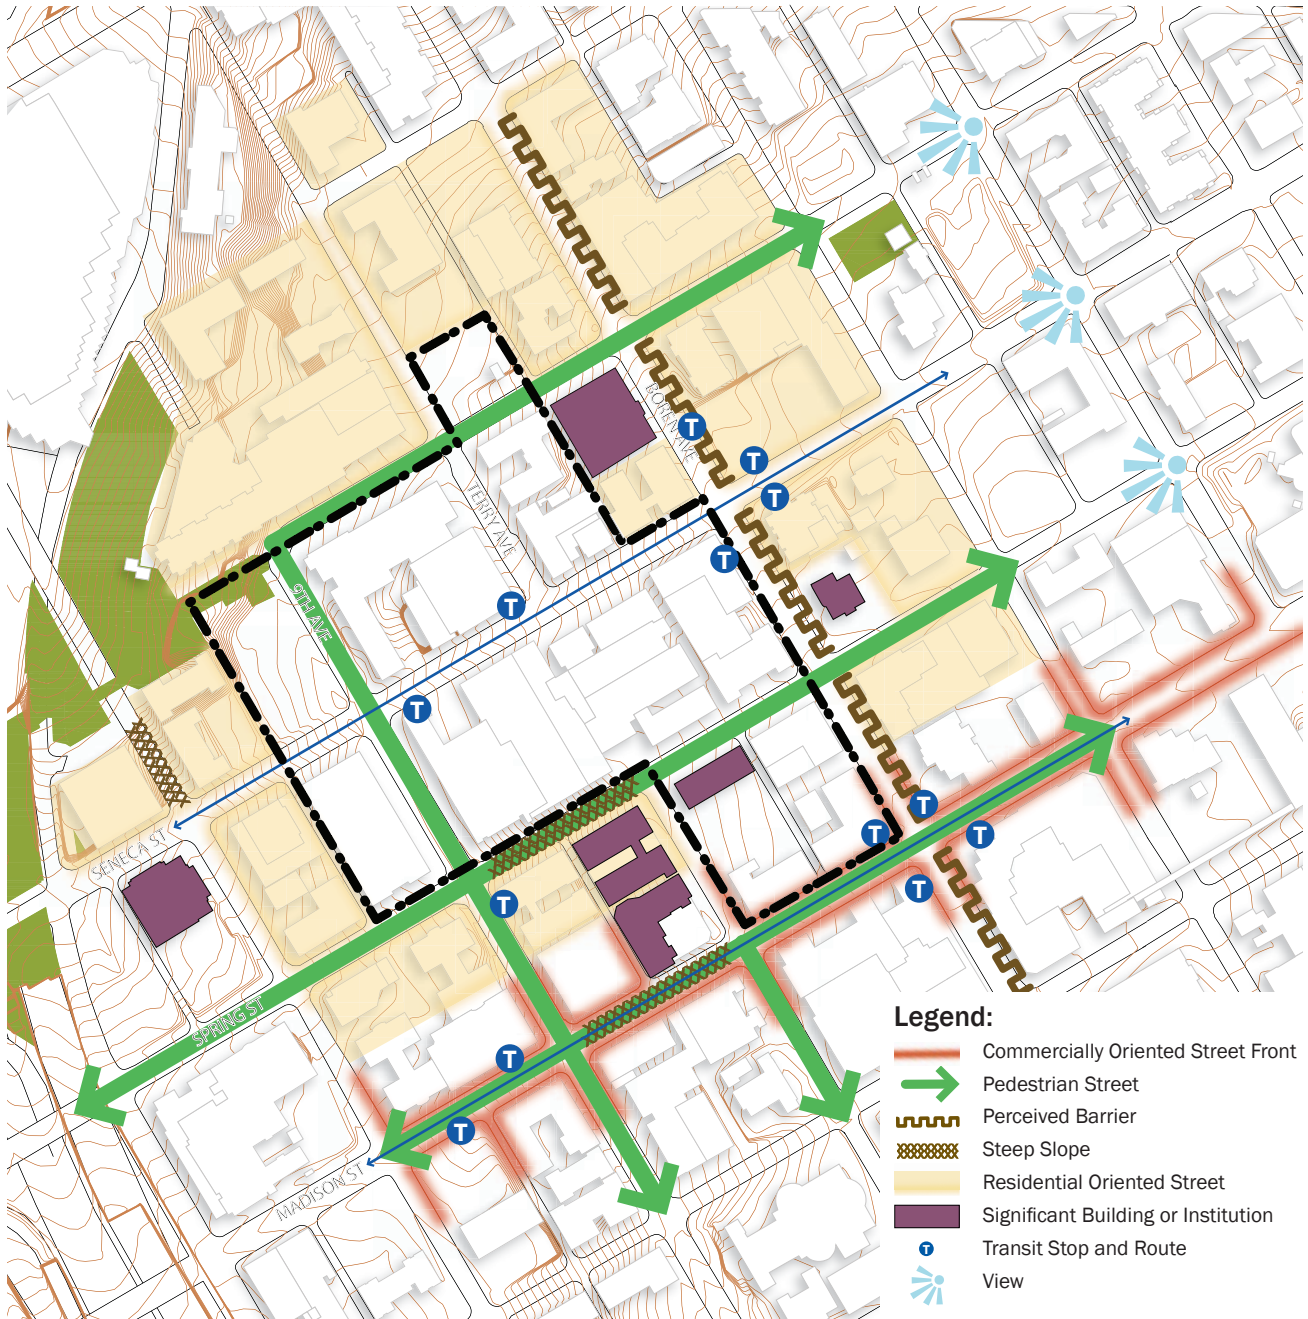 BOREN AVE
T
T
T
TERRY AVE
T
9TH AVE
T
T
SENECA ST
T
T
T
T
T
SPRING ST
T
T
MADISON ST
Legend:
Commercially Oriented Street Front
Pedestrian Street
Perceived Barrier
Steep Slope
Residential Oriented Street
Significant Building or Institution
T Transit Stop and Route
View